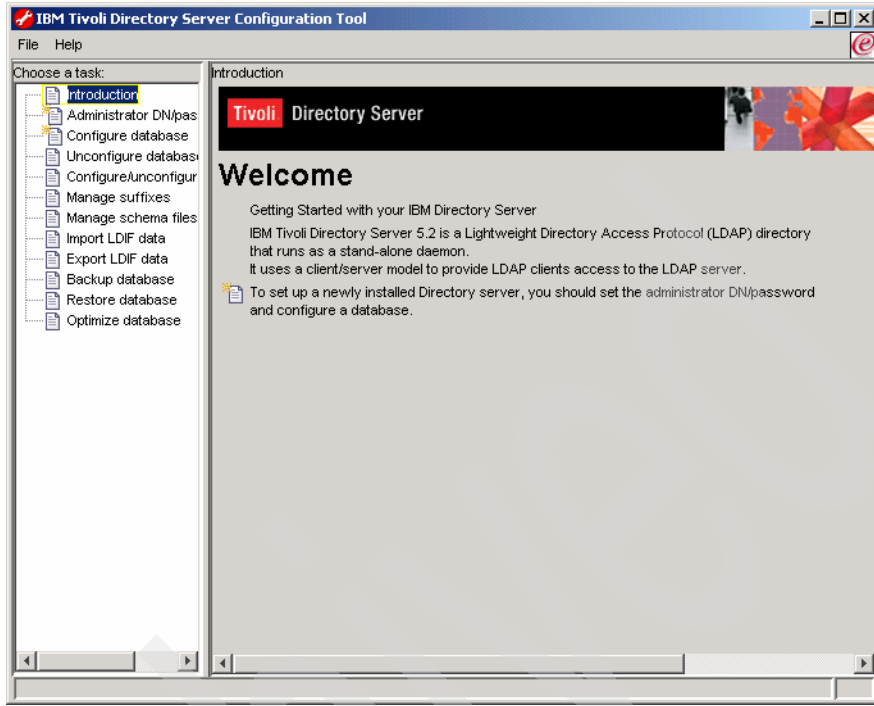 IBM Tivoli Directory Server Configuration Tool
File Help
Choose a task:
Introduction
Administrator DN/pas
Configure database
Unconfigure databas
Configure/unconfigur
Manage suffixes
Manage schema files
Import LDIF data
Export LDIF data
Backup database
Restore database
Optimize database
Introduction
Tivoli Directory Server
Welcome
Getting Started with your IBM Directory Server
IBM Tivoli Directory Server 5.2 is a Lightweight Directory Access Protocol (LDAP) directory
that runs as a stand-alone daemon.
It uses a client/server model to provide LDAP clients access to the LDAP server.
To set up a newly installed Directory server, you should set the administrator DN/password
and configure a database.